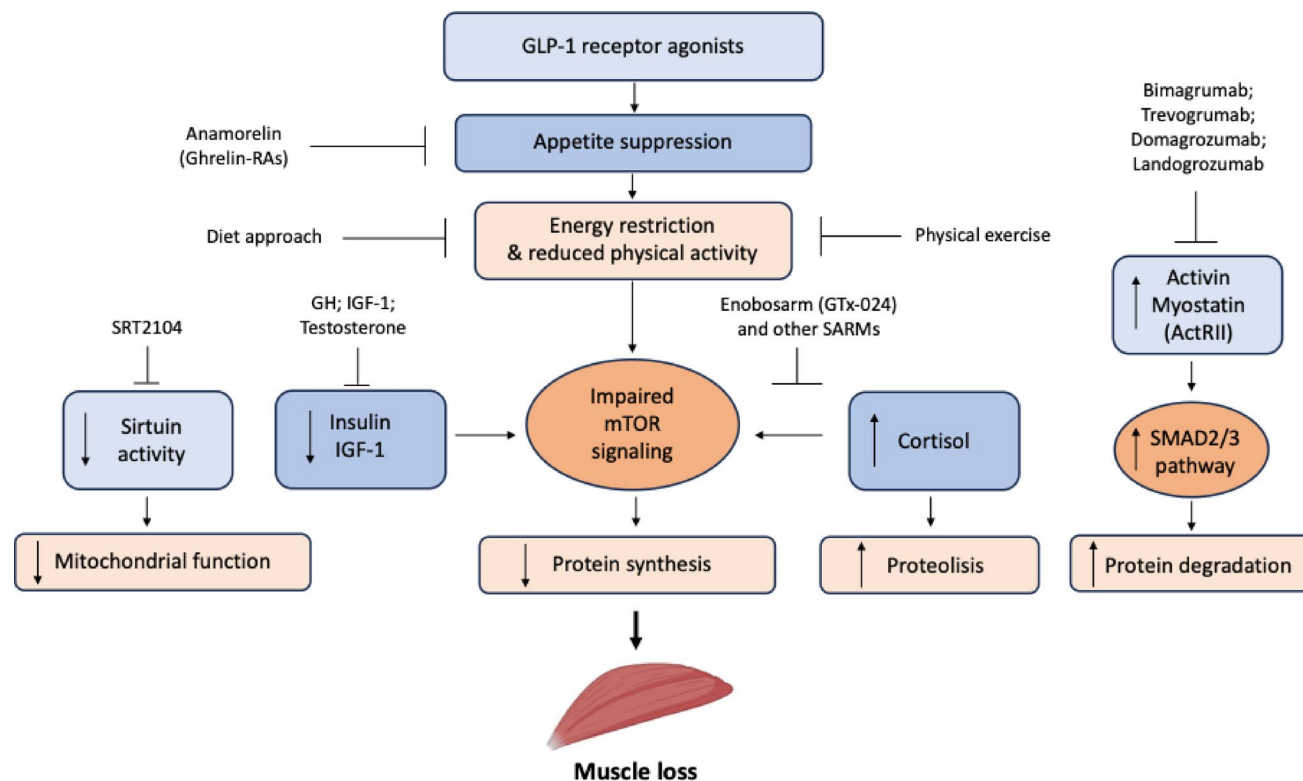 GLP-1 receptor agonists
Appetite suppression
Anamorelin
(Ghrelin-RAs)
Bimagrumab;
Trevogrumab;
Domagrozumab;
Landogrozumab
Energy restriction
& reduced physical activity
Diet approach
Physical exercise
Activin
Myostatin
(ActRII)
SRT2104
GH; IGF-1;
Testosterone
Enobosarm (GTx-024)
and other SARMs
Sirtuin
activity
Insulin
IGF-1
Impaired
mTOR
signaling
Cortisol
SMAD2/3
pathway
Mitochondrial function
Protein synthesis
Proteolisis
Protein degradation
Muscle loss